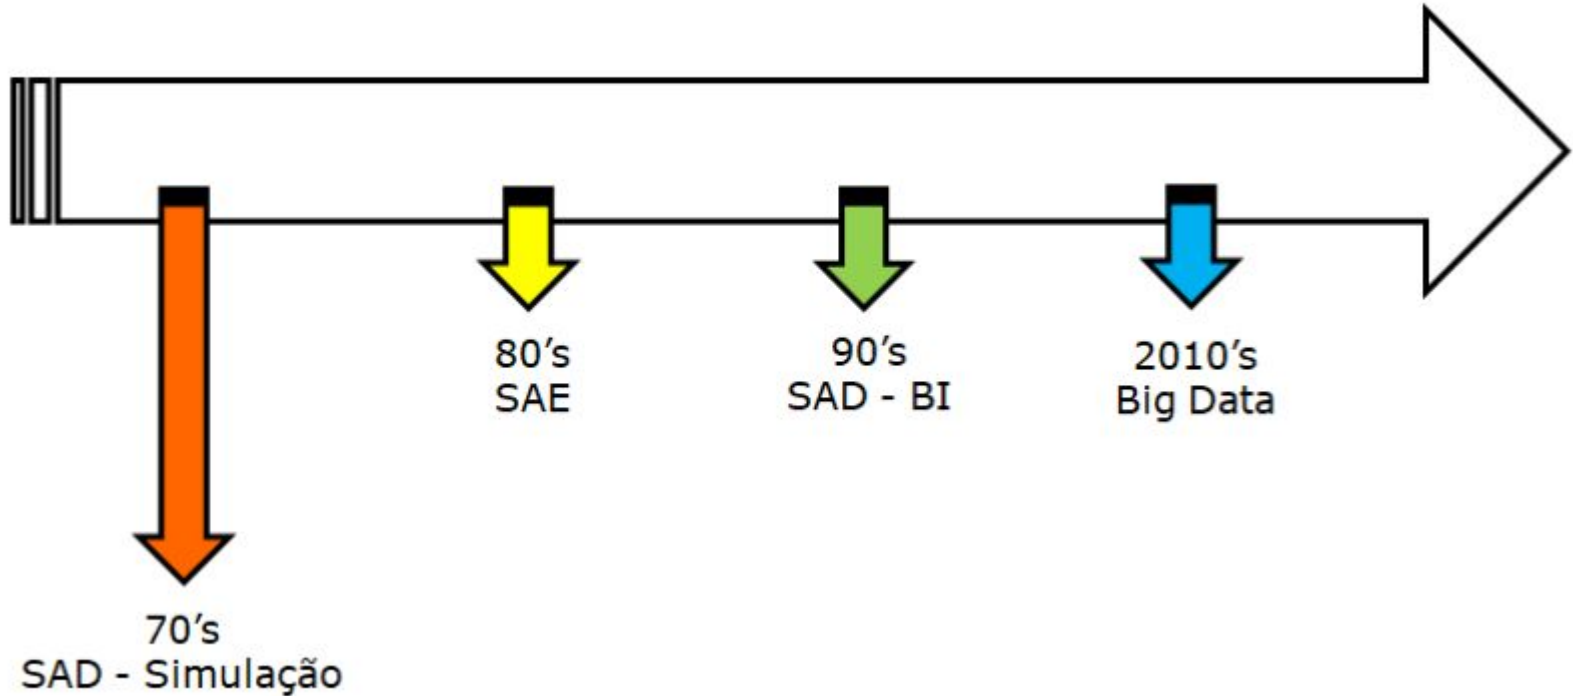 80’s
SAE
90’s
SAD - BI
2010’s
Big Data
70’s
SAD - Simulação